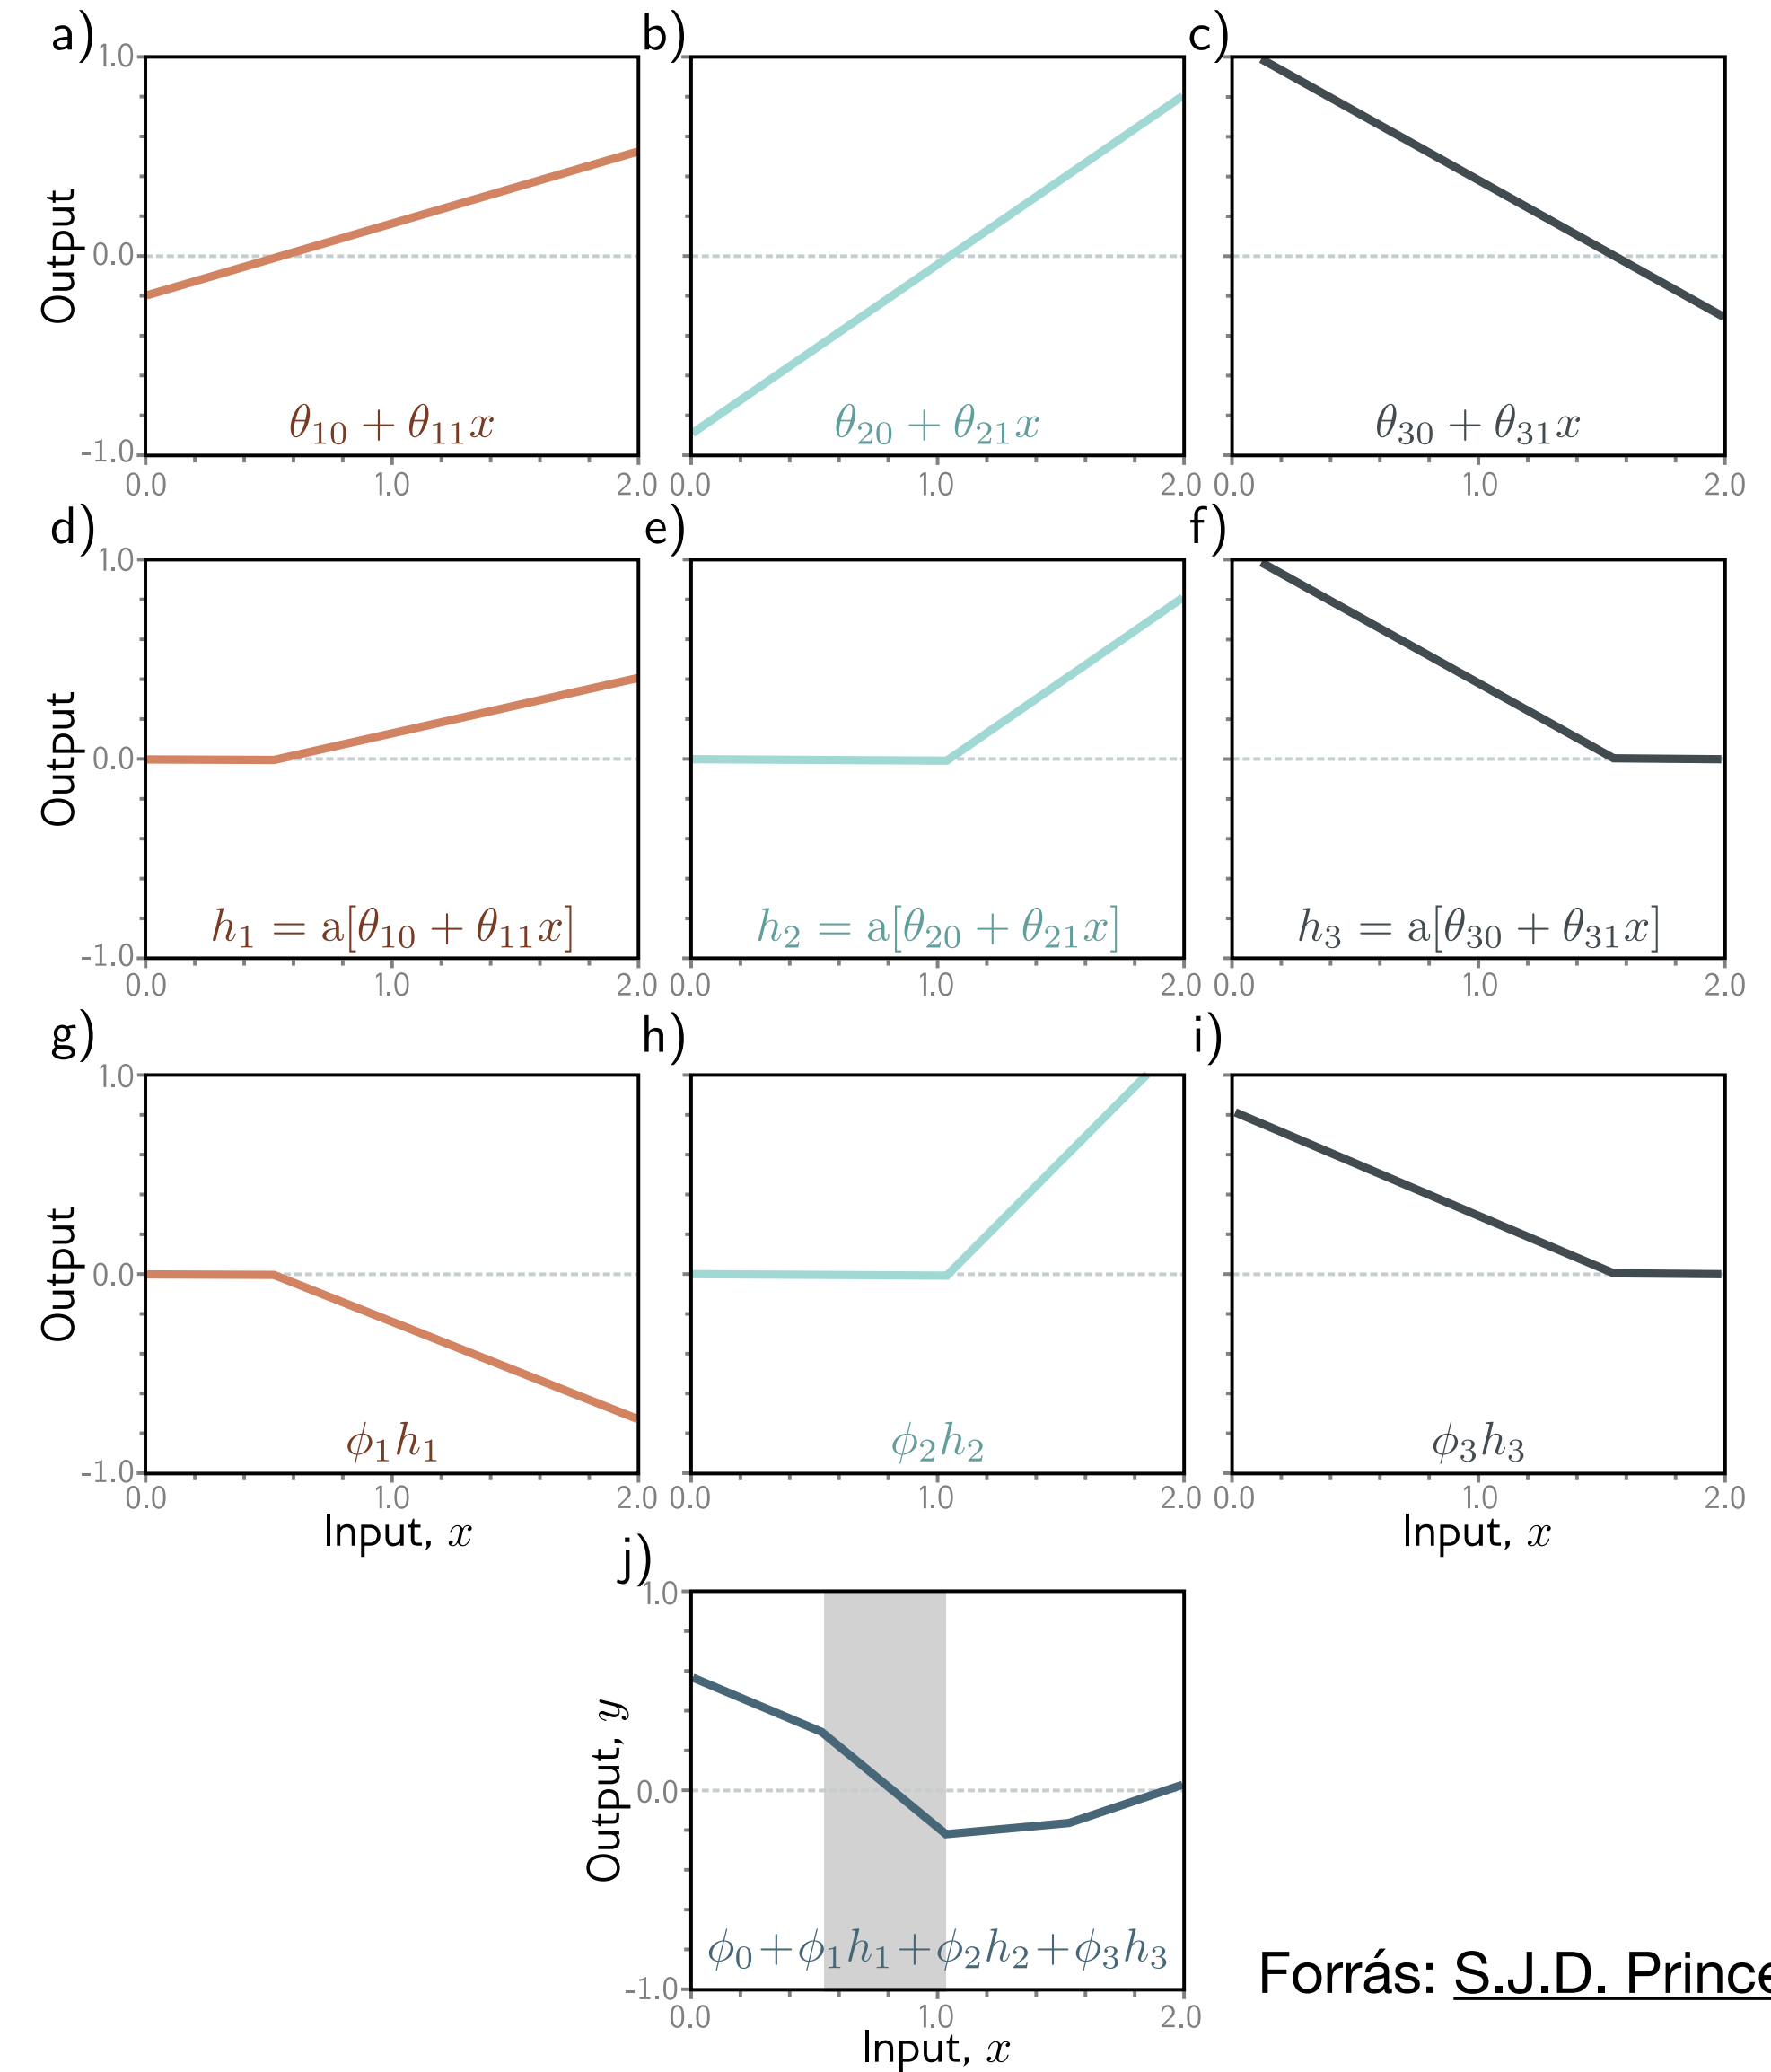 a) b) c)
1.0
Output
0.0
θ10 + θ11x θ20 + θ21x θ30 + θ31x
-1.0
0.0 1.0 2.0 0.0 1.0 2.0 0.0 1.0 2.0
d) e) f)
1.0
Output
0.0
h1 = a[θ10 + θ11x] h2 = a[θ20 + θ21x] h3 = a[θ30 + θ31x]
-1.0
0.0 1.0 2.0 0.0 1.0 2.0 0.0 1.0 2.0
g) h) i)
1.0
Output
0.0
ϕ1h1 ϕ2h2 ϕ3h3
-1.0
0.0 1.0 2.0 0.0 1.0 2.0 0.0 1.0 2.0
Input, x Input, x
j)
1.0
Output, y
0.0
ϕ0+ϕ1h1+ϕ2h2+ϕ3h3
-1.0
0.0 1.0 2.0
Input, x
Forrás: S.J.D. Prince